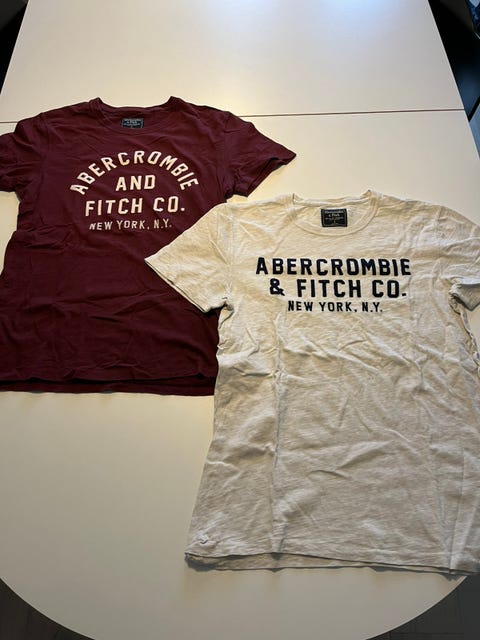 ABERCROMBIE
AND
FITCH CO.
NEW YORK, N.Y.
ABERCROMBIE
& FITCH CO.
NEW YORK, N.Y.